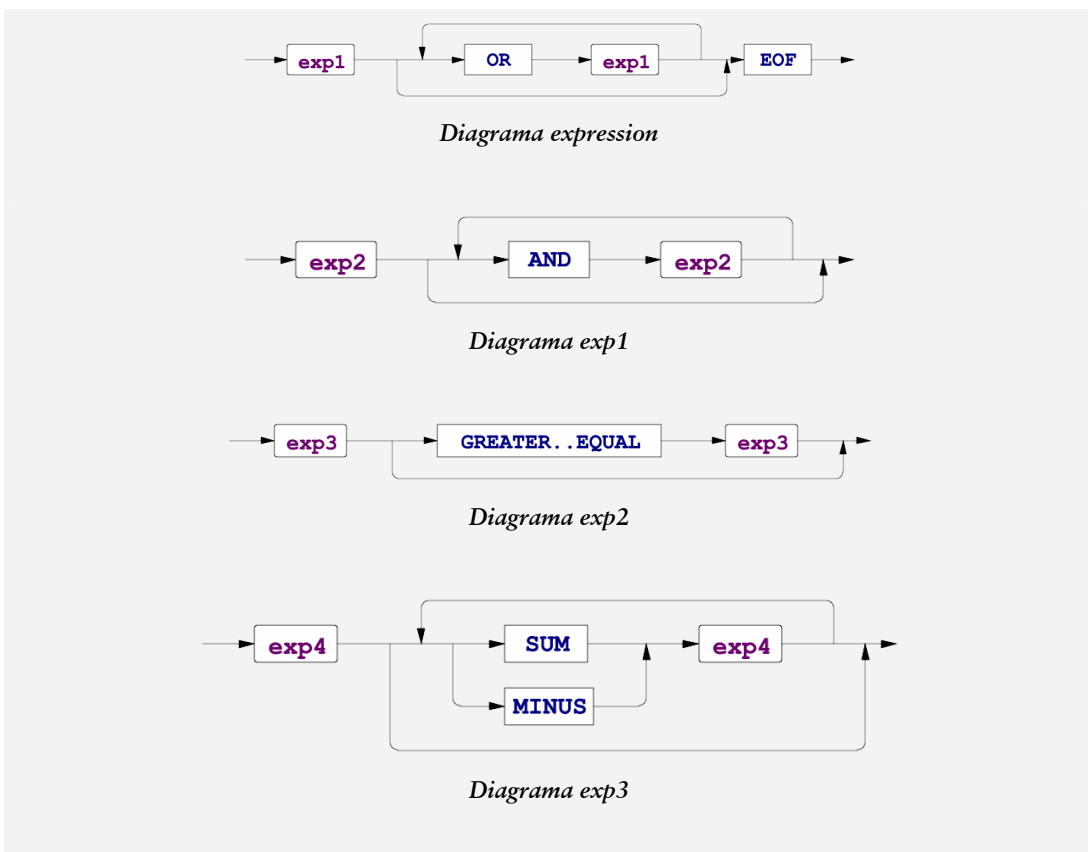 exp1 OR exp1 EOF
Diagrama expression
exp2 AND exp2
Diagrama exp1
exp3 GREATER..EQUAL exp3
Diagrama exp2
exp4 SUM exp4
MINUS
Diagrama exp3